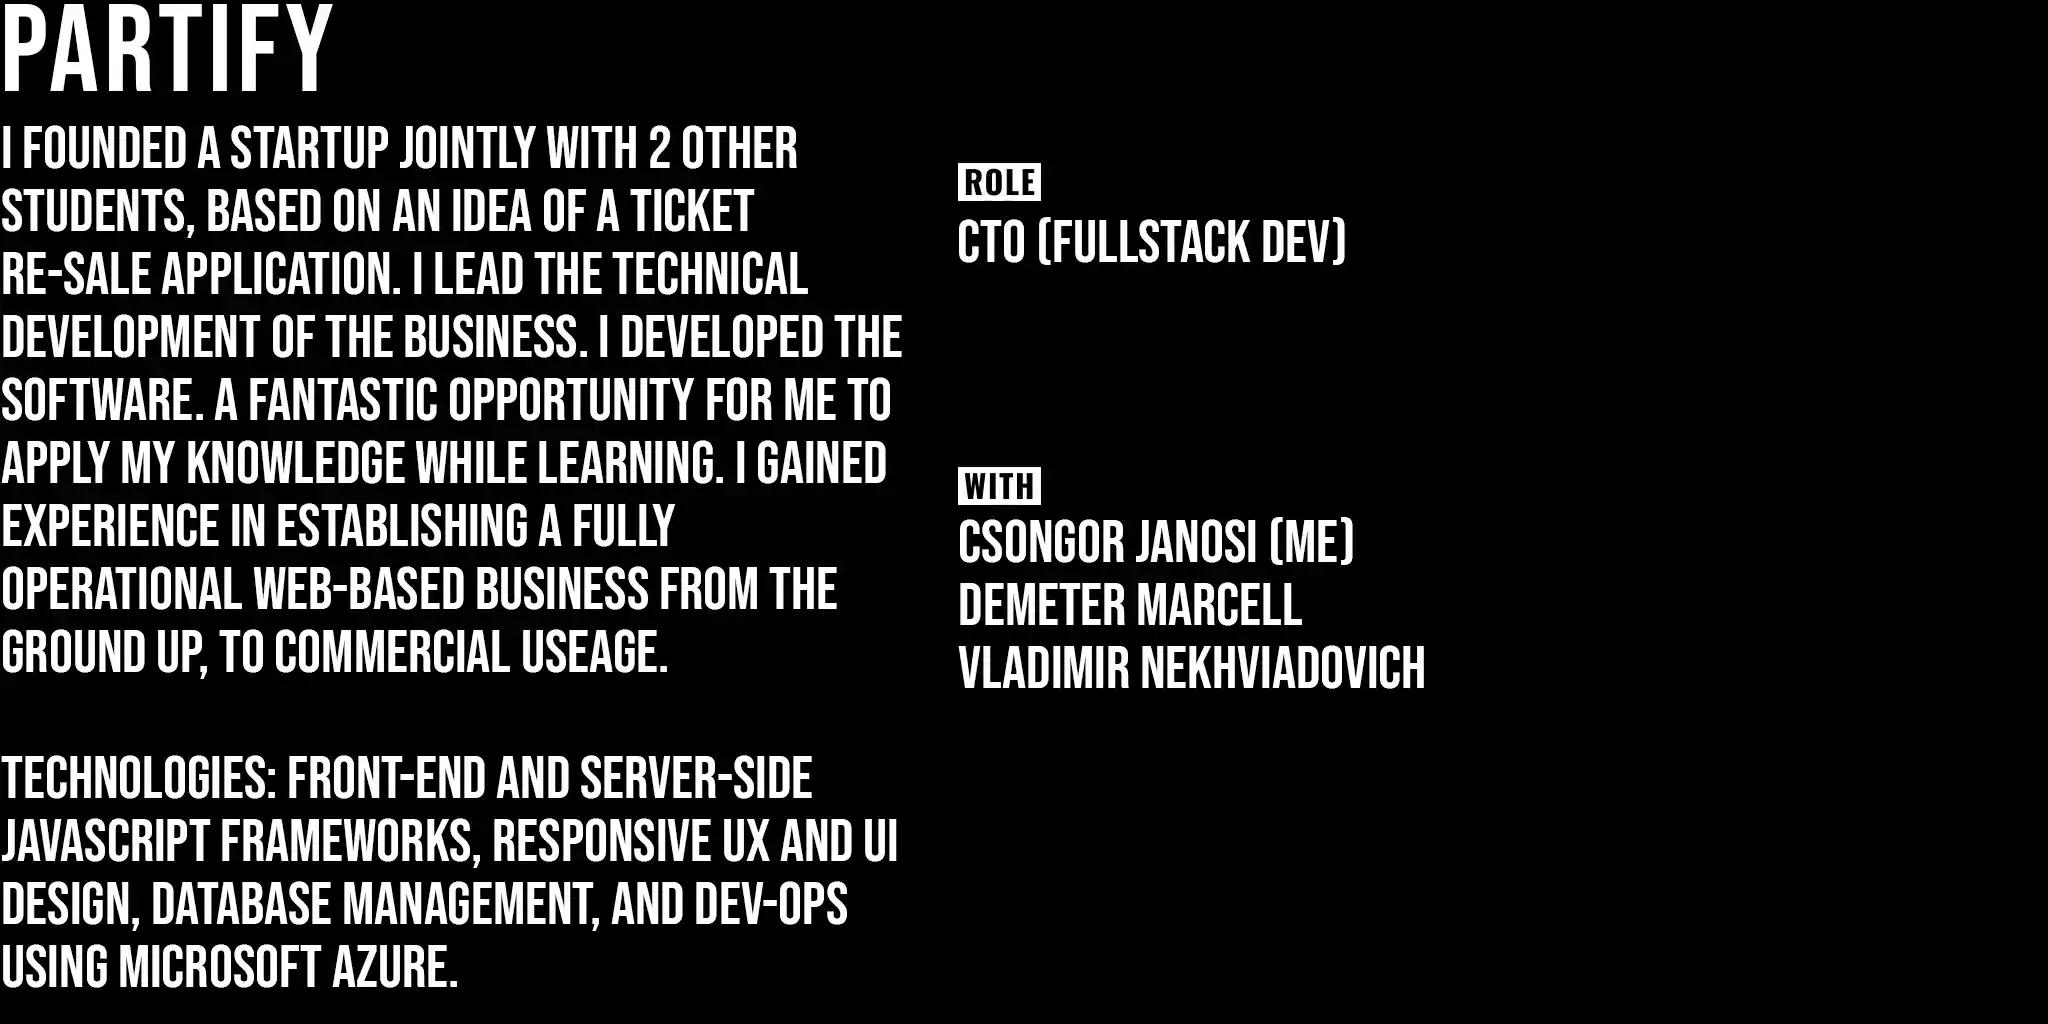 PARTIFY
I FOUNDED A STARTUP JOINTLY WITH 2 OTHER
STUDENTS, BASED ON AN IDEA OF A TICKET
RE-SALE APPLICATION. I LEAD THE TECHNICAL
DEVELOPMENT OF THE BUSINESS. I DEVELOPED THE
SOFTWARE. A FANTASTIC OPPORTUNITY FOR ME TO
APPLY MY KNOWLEDGE WHILE LEARNING. I GAINED
EXPERIENCE IN ESTABLISHING A FULLY
OPERATIONAL WEB-BASED BUSINESS FROM THE
GROUND UP, TO COMMERCIAL USEAGE.
TECHNOLOGIES: FRONT-END AND SERVER-SIDE
JAVASCRIPT FRAMEWORKS, RESPONSIVE UX AND UI
DESIGN, DATABASE MANAGEMENT, AND DEV-OPS
USING MICROSOFT AZURE.
ROLE
CTO (FULLSTACK DEV)
WITH
CSONGOR JANOSI (ME)
DEMETER MARCELL
VLADIMIR NEKHVIADOVICH